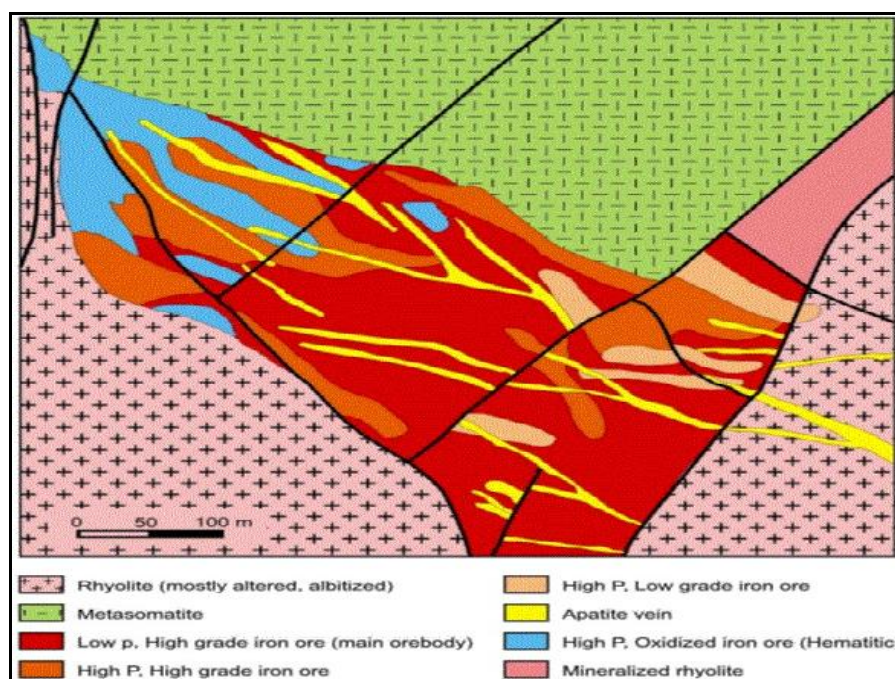 0 50 100 m
Rhyolite (mostly altered, albitized)
Metasomatite
Low p, High grade iron ore (main orebody)
High P, High grade iron ore
High P, Low grade iron ore
Apatite vein
High P, Oxidized iron ore (Hematitic
Mineralized rhyolite